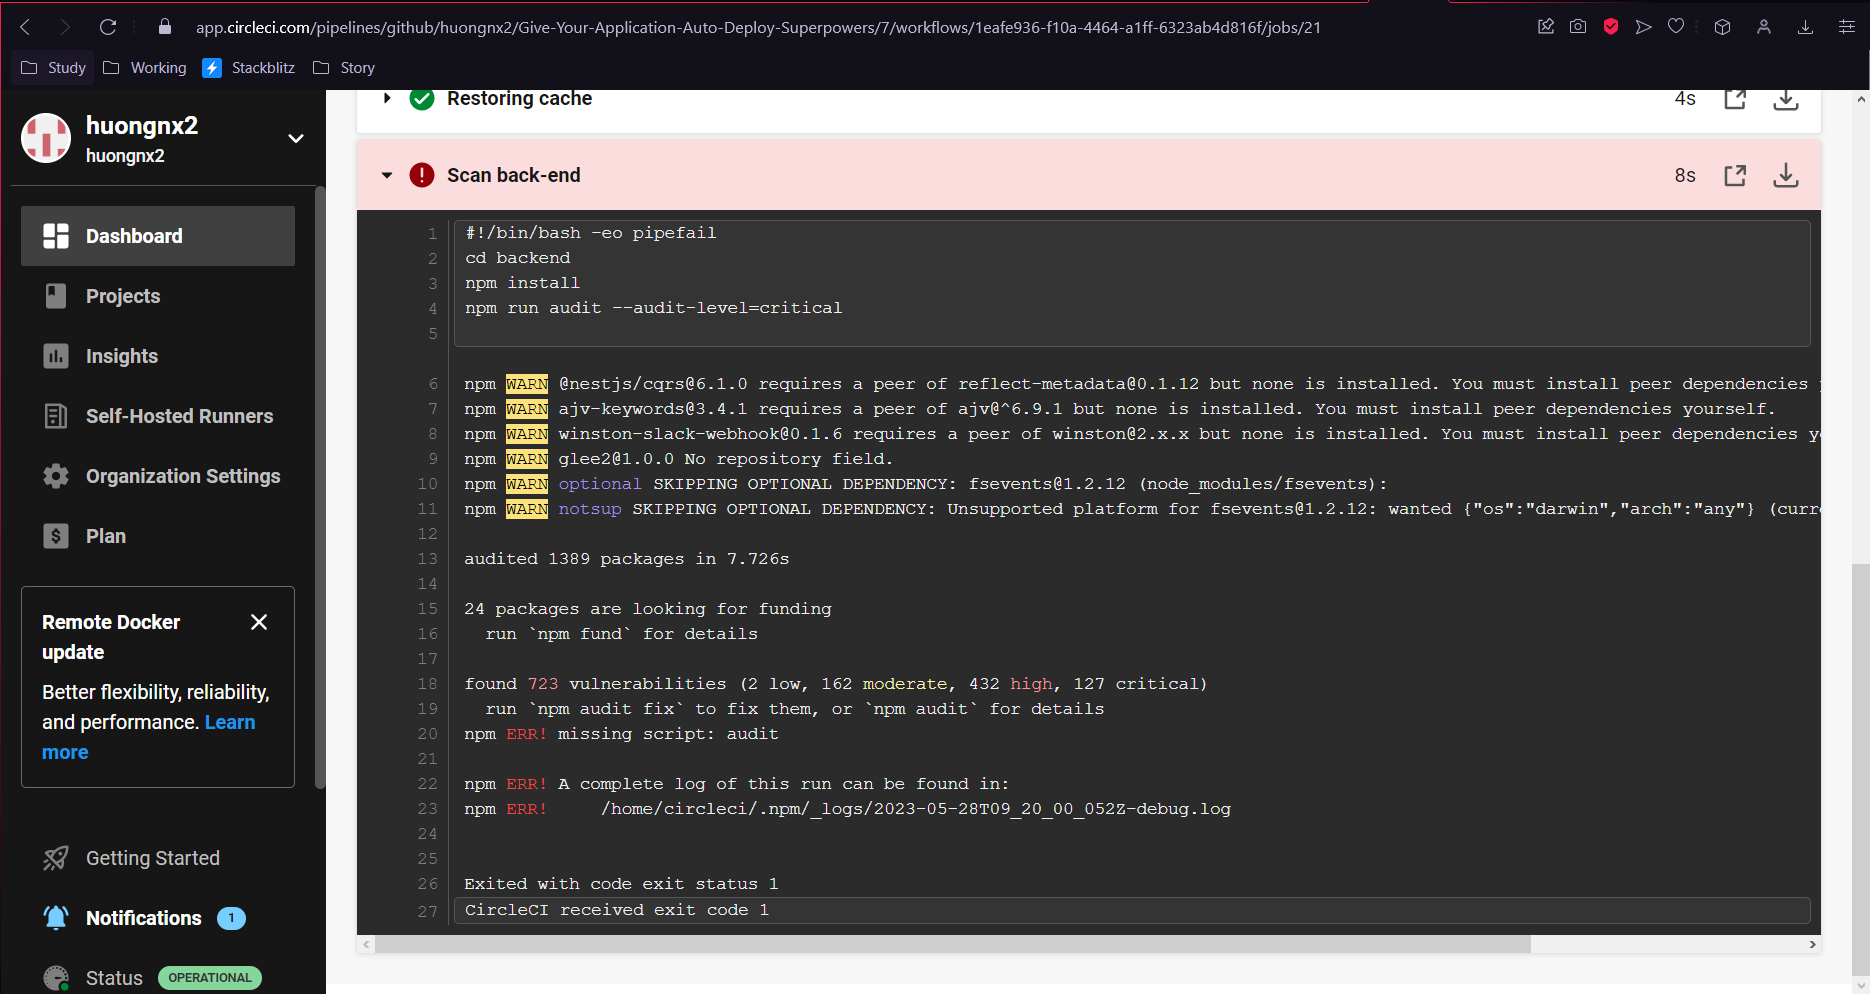 app.circleci.com/pipelines/github/huongnx2/Give-Your-Application-Auto-Deploy-Superpowers/7/workflows/1eafe936-f10a-4464-a1ff-6323ab4d816f/jobs/21
Study
Working
Stackblitz
Story
huongnx2
huongnx2
Dashboard
Projects
Insights
Self-Hosted Runners
Organization Settings
Plan
Remote Docker
update
Better flexibility, reliability,
and performance. Learn
more
Getting Started
Notifications 1
Status OPERATIONAL
Restoring cache 4s
Scan back-end 8s
1 #!/bin/bash -eo pipefail
2 cd backend
3 npm install
4 npm run audit --audit-level=critical
5
6 npm WARN @nestjs/cqrs@6.1.0 requires a peer of reflect-metadata@0.1.12 but none is installed. You must install peer dependencies
7 npm WARN ajv-keywords@3.4.1 requires a peer of ajv@^6.9.1 but none is installed. You must install peer dependencies yourself.
8 npm WARN winston-slack-webhook@0.1.6 requires a peer of winston@2.x.x but none is installed. You must install peer dependencies y
9 npm WARN glee2@1.0.0 No repository field.
10 npm WARN optional SKIPPING OPTIONAL DEPENDENCY: fsevents@1.2.12 (node_modules/fsevents):
11 npm WARN notsup SKIPPING OPTIONAL DEPENDENCY: Unsupported platform for fsevents@1.2.12: wanted {"os":"darwin","arch":"any"} (curr
12
13 audited 1389 packages in 7.726s
14
15 24 packages are looking for funding
16 run `npm fund` for details
17
18 found 723 vulnerabilities (2 low, 162 moderate, 432 high, 127 critical)
19 run `npm audit fix` to fix them, or `npm audit` for details
20 npm ERR! missing script: audit
21
22 npm ERR! A complete log of this run can be found in:
23 npm ERR! /home/circleci/.npm/_logs/2023-05-28T09_20_00_052Z-debug.log
24
25
26 Exited with code exit status 1
27 CircleCI received exit code 1